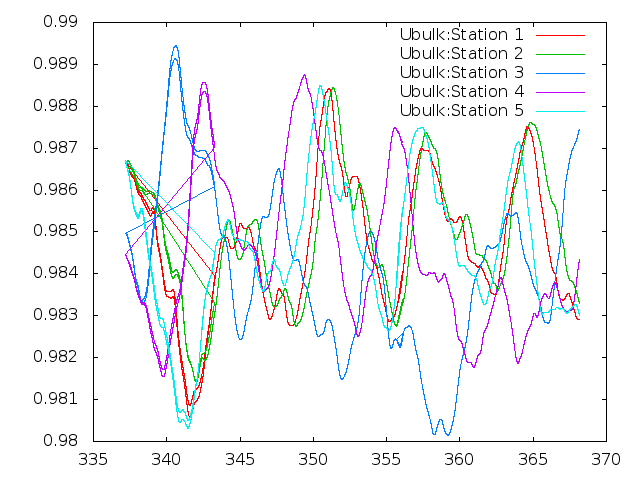 0.99
0.989
0.988
0.987
0.986
0.985
0.984
0.983
0.982
0.981
0.98
335 340 345 350 355 360 365 370
Ubulk:Station 1
Ubulk:Station 2
Ubulk:Station 3
Ubulk:Station 4
Ubulk:Station 5